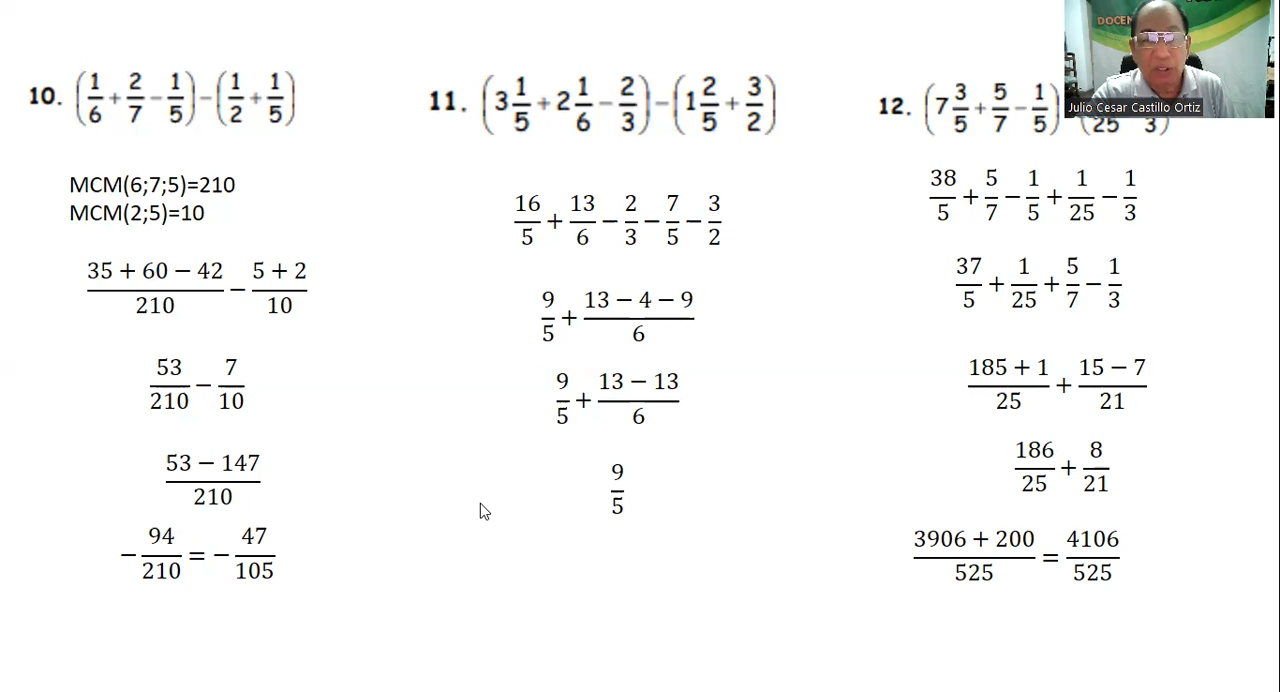 DOCEN
Julio Cesar Castillo Ortiz
10. (1/6 + 2/7 − 1/5) − (1/2 + 1/5)
MCM(6;7;5)=210
MCM(2;5)=10
(35 + 60 − 42)/210 − (5 + 2)/10
53/210 − 7/10
(53 − 147)/210
−94/210 = −47/105
11. (3 1/5 + 2 1/6 − 2/3) − (1 2/5 + 3/2)
16/5 + 13/6 − 2/3 − 7/5 − 3/2
9/5 + (13 − 4 − 9)/6
9/5 + (13 − 13)/6
9/5
12. (7 3/5 + 5/7 − 1/5) ( /25 /3)
38/5 + 5/7 − 1/5 + 1/25 − 1/3
37/5 + 1/25 + 5/7 − 1/3
(185 + 1)/25 + (15 − 7)/21
186/25 + 8/21
(3906 + 200)/525 = 4106/525